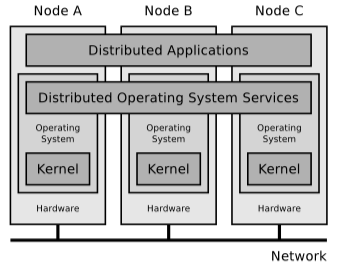 Node A
Node B
Node C
Distributed Applications
Distributed Operating System Services
Operating
System
Operating
System
Operating
System
Kernel
Kernel
Kernel
Hardware
Hardware
Hardware
Network